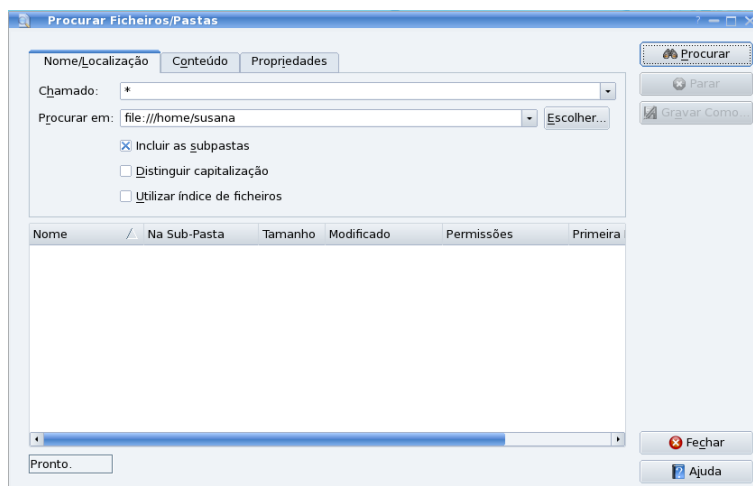 Procurar Ficheiros/Pastas
Nome/Localização Conteúdo Propriedades
Chamado: *
Procurar em: file:///home/susana Escolher...
Incluir as subpastas
Distinguir capitalização
Utilizar índice de ficheiros
Procurar
Parar
Gravar Como...
Nome Na Sub-Pasta Tamanho Modificado Permissões Primeira
Pronto.
Fechar
Ajuda